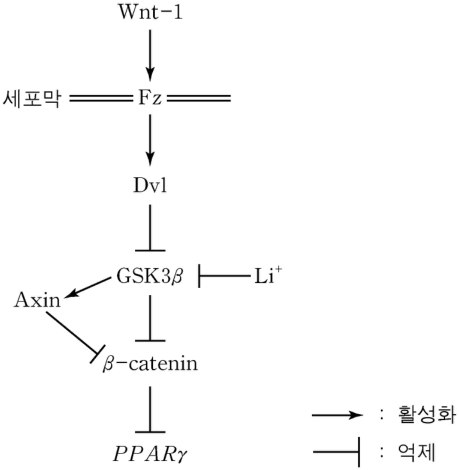 Wnt-1
세포막 Fz
Dvl
GSK3β Li⁺
Axin
β-catenin
PPARγ
: 활성화
: 억제